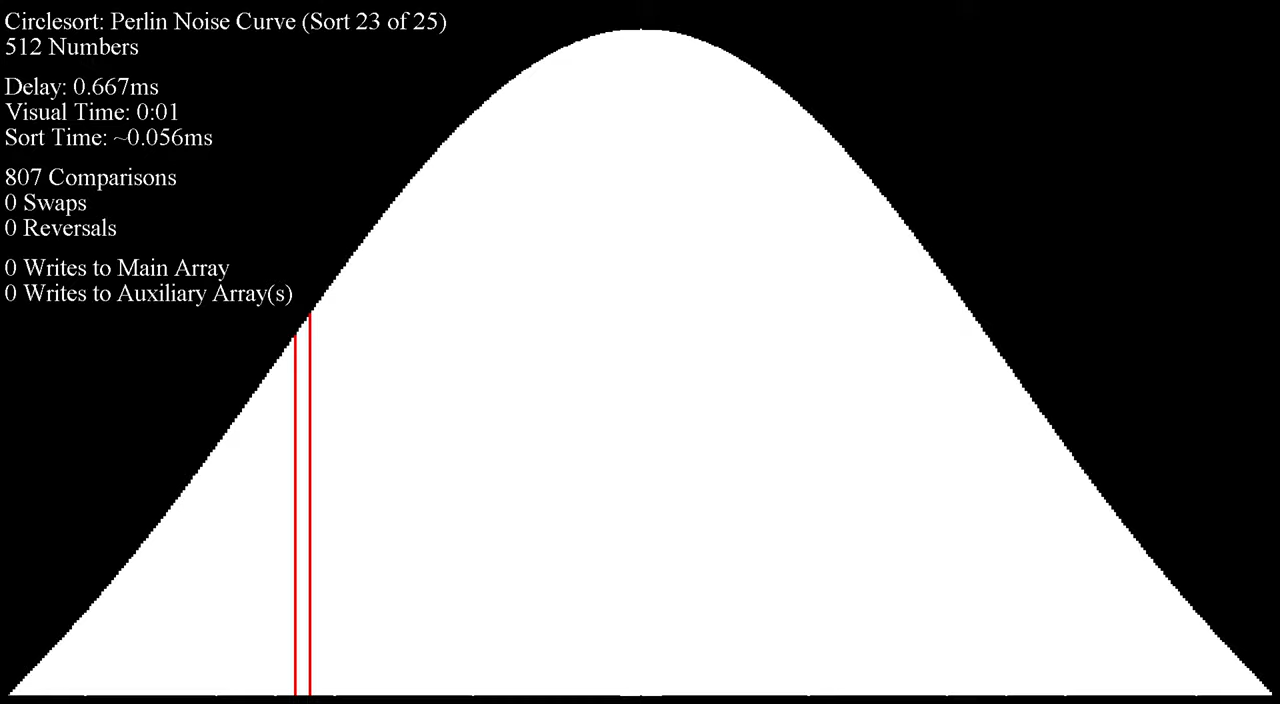 Circlesort: Perlin Noise Curve (Sort 23 of 25)
512 Numbers
Delay: 0.667ms
Visual Time: 0:01
Sort Time: ~0.056ms
807 Comparisons
0 Swaps
0 Reversals
0 Writes to Main Array
0 Writes to Auxiliary Array(s)